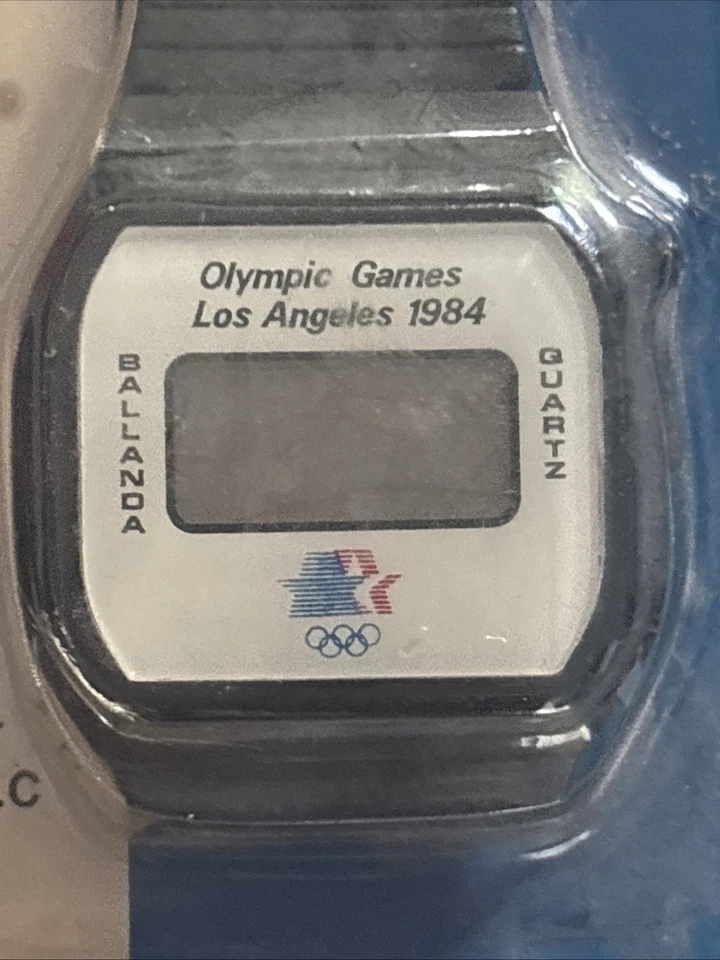 Olympic Games
Los Angeles 1984
BALLANDA
QUARTZ
.C